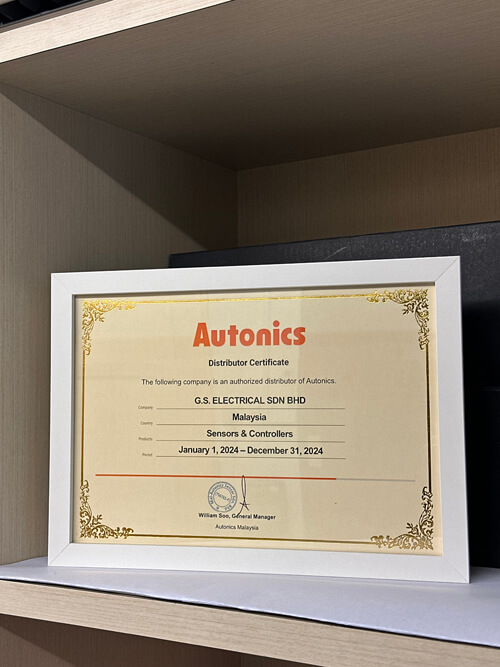 Autonics
Distributor Certificate
The following company is an authorized distributor of Autonics.
Company G.S. ELECTRICAL SDN BHD
Country Malaysia
Products Sensors & Controllers
Period January 1, 2024 – December 31, 2024
William Soo, General Manager
Autonics Malaysia